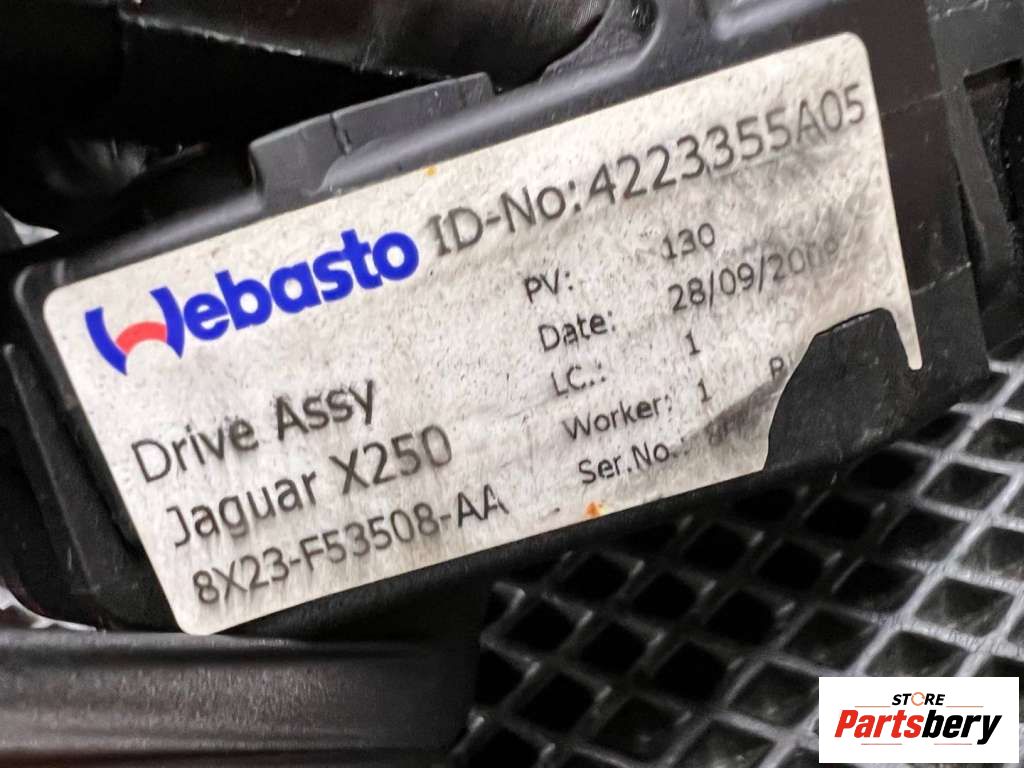 Webasto ID-No:4223355A05
Drive Assy
Jaguar X250
8X23-F53508-AA
PV: 130
Date: 28/09/2009
LC.: 1
Worker: 1
Ser.No.:
STORE
Partsbery